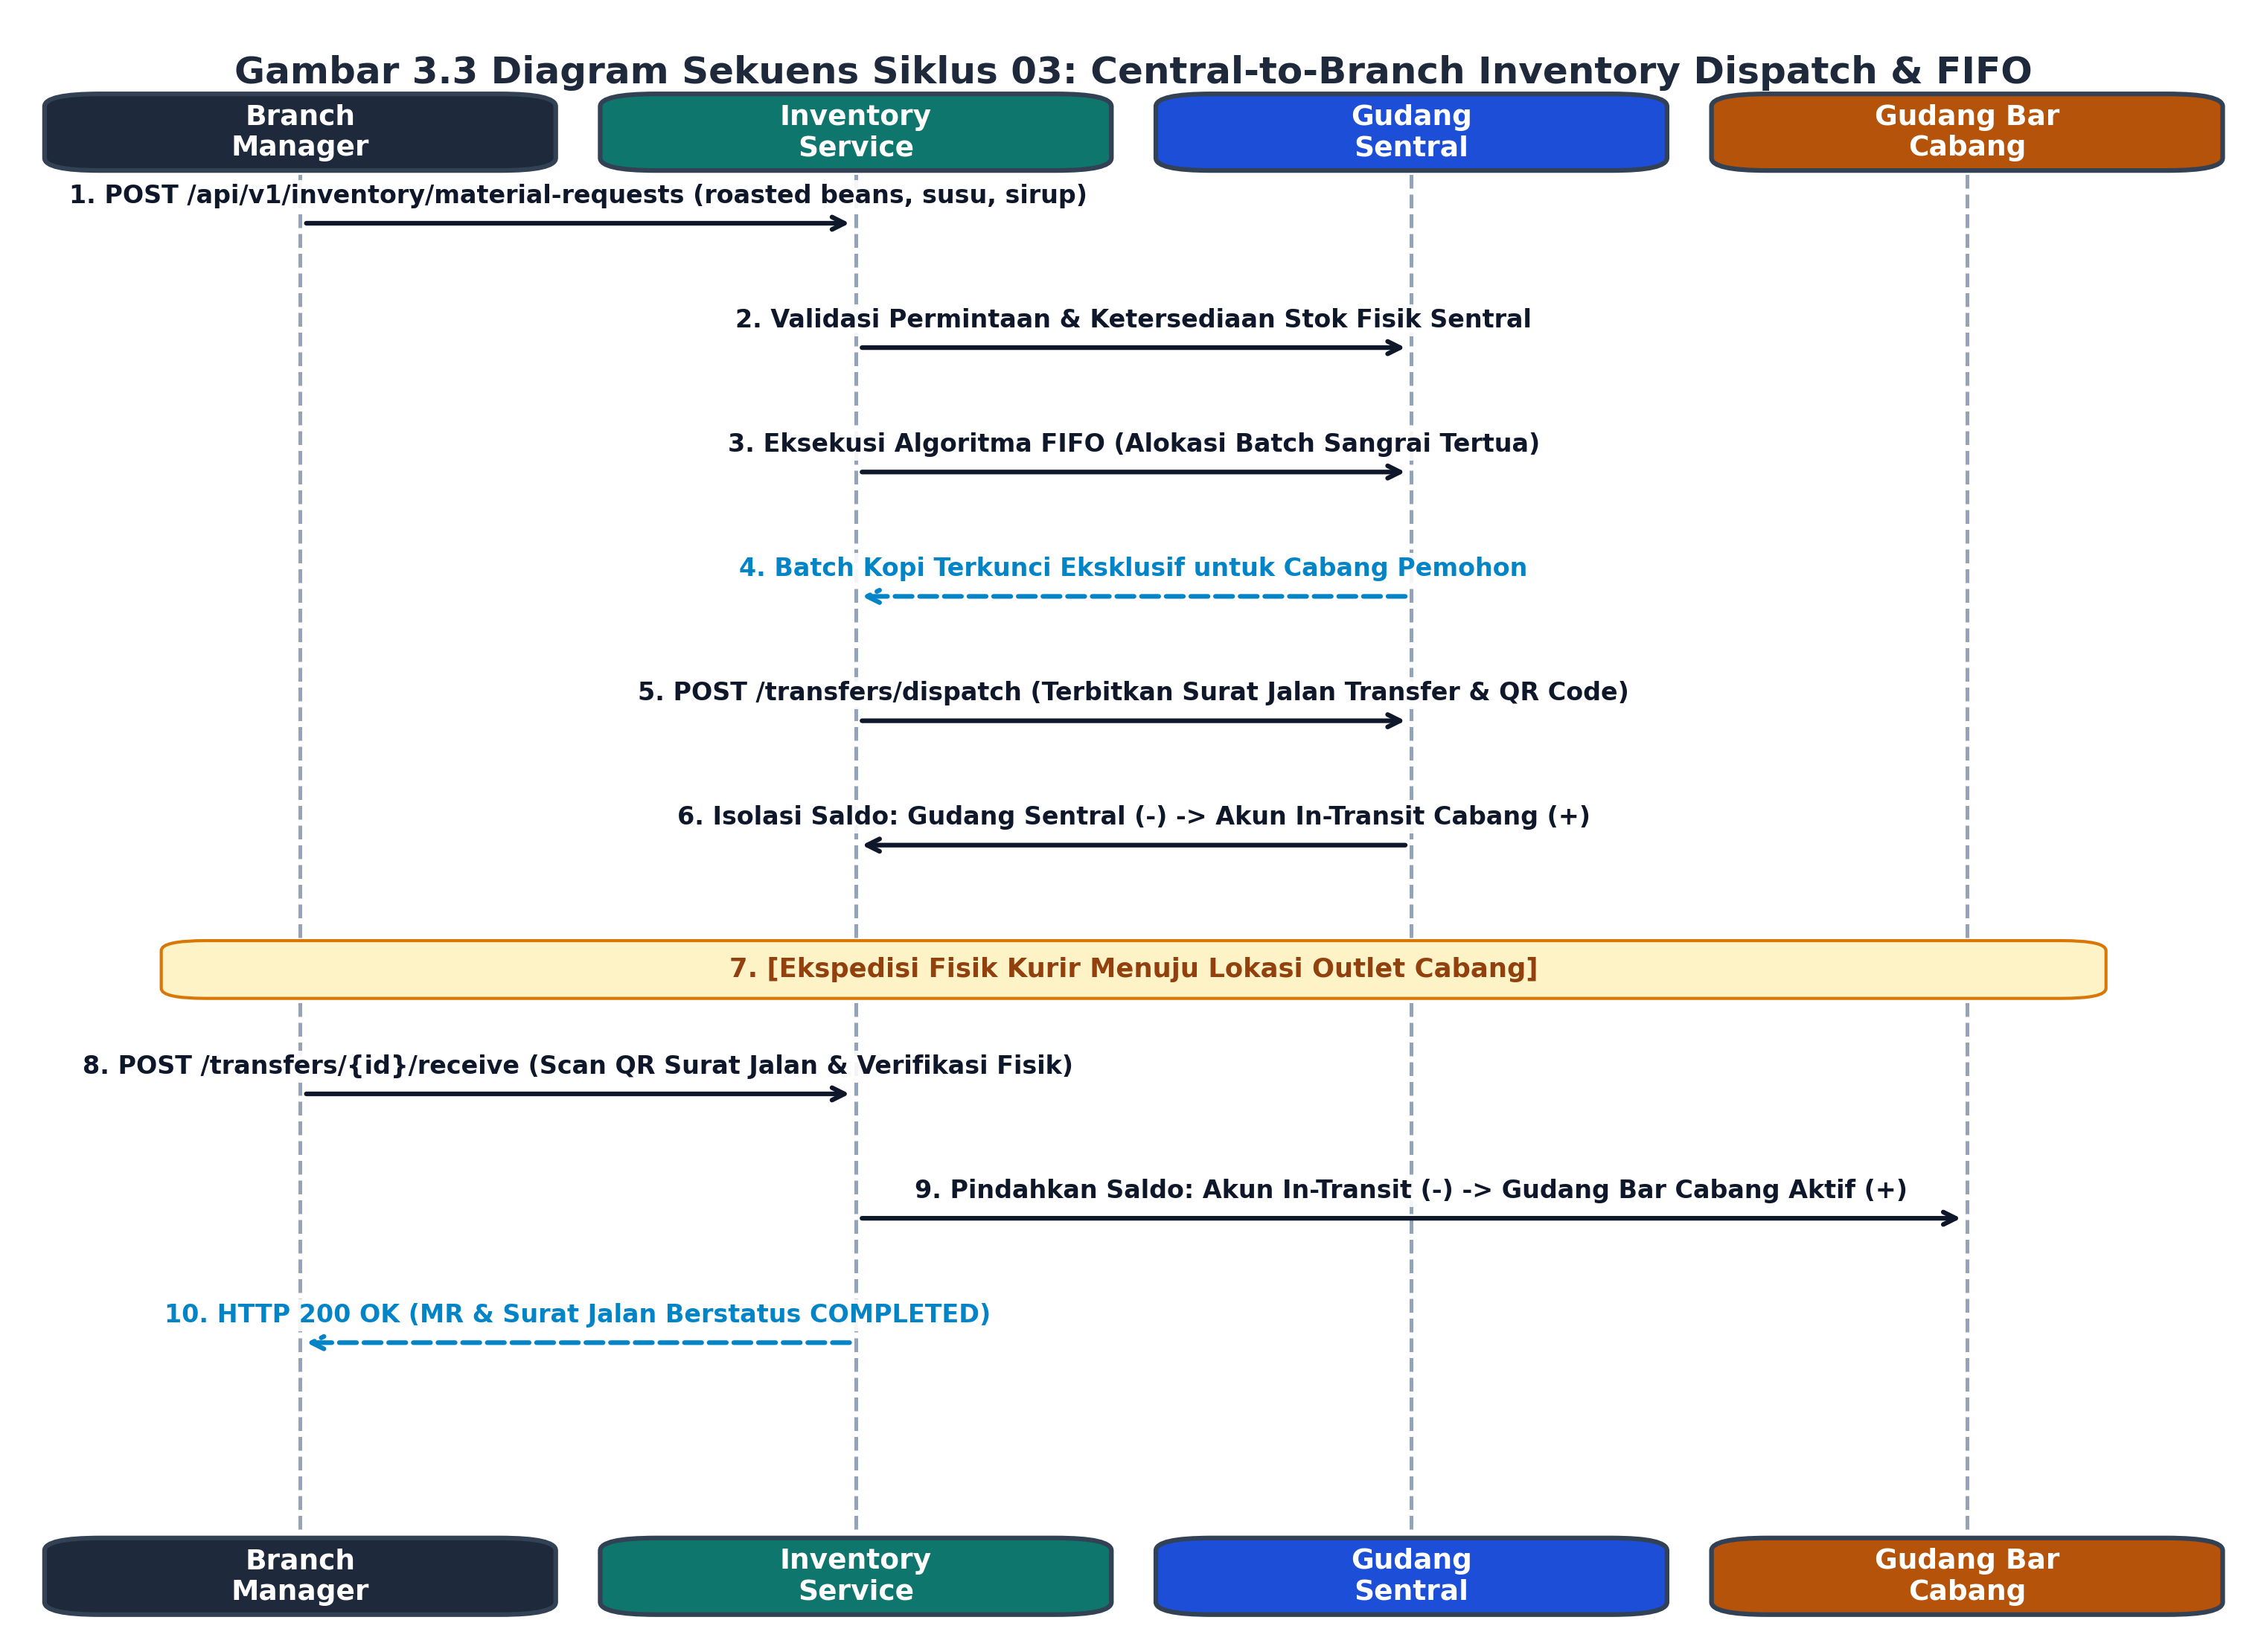 Gambar 3.3 Diagram Sekuens Siklus 03: Central-to-Branch Inventory Dispatch & FIFO
Branch
Manager
Inventory
Service
Gudang
Sentral
Gudang Bar
Cabang
1. POST /api/v1/inventory/material-requests (roasted beans, susu, sirup)
2. Validasi Permintaan & Ketersediaan Stok Fisik Sentral
3. Eksekusi Algoritma FIFO (Alokasi Batch Sangrai Tertua)
4. Batch Kopi Terkunci Eksklusif untuk Cabang Pemohon
5. POST /transfers/dispatch (Terbitkan Surat Jalan Transfer & QR Code)
6. Isolasi Saldo: Gudang Sentral (-) -> Akun In-Transit Cabang (+)
7. [Ekspedisi Fisik Kurir Menuju Lokasi Outlet Cabang]
8. POST /transfers/{id}/receive (Scan QR Surat Jalan & Verifikasi Fisik)
9. Pindahkan Saldo: Akun In-Transit (-) -> Gudang Bar Cabang Aktif (+)
10. HTTP 200 OK (MR & Surat Jalan Berstatus COMPLETED)
Branch
Manager
Inventory
Service
Gudang
Sentral
Gudang Bar
Cabang